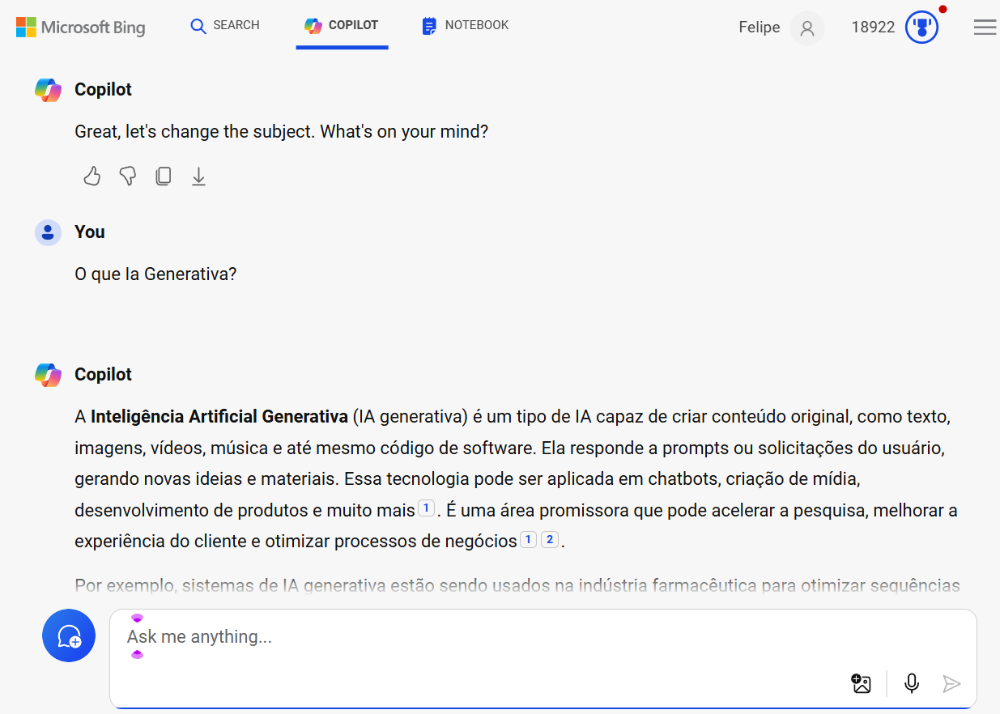 Microsoft Bing SEARCH COPILOT NOTEBOOK Felipe 18922
Copilot
Great, let's change the subject. What's on your mind?
You
O que Ia Generativa?
Copilot
A Inteligência Artificial Generativa (IA generativa) é um tipo de IA capaz de criar conteúdo original, como texto,
imagens, vídeos, música e até mesmo código de software. Ela responde a prompts ou solicitações do usuário,
gerando novas ideias e materiais. Essa tecnologia pode ser aplicada em chatbots, criação de mídia,
desenvolvimento de produtos e muito mais 1 . É uma área promissora que pode acelerar a pesquisa, melhorar a
experiência do cliente e otimizar processos de negócios 1 2 .
Por exemplo, sistemas de IA generativa estão sendo usados na indústria farmacêutica para otimizar sequências
Ask me anything...